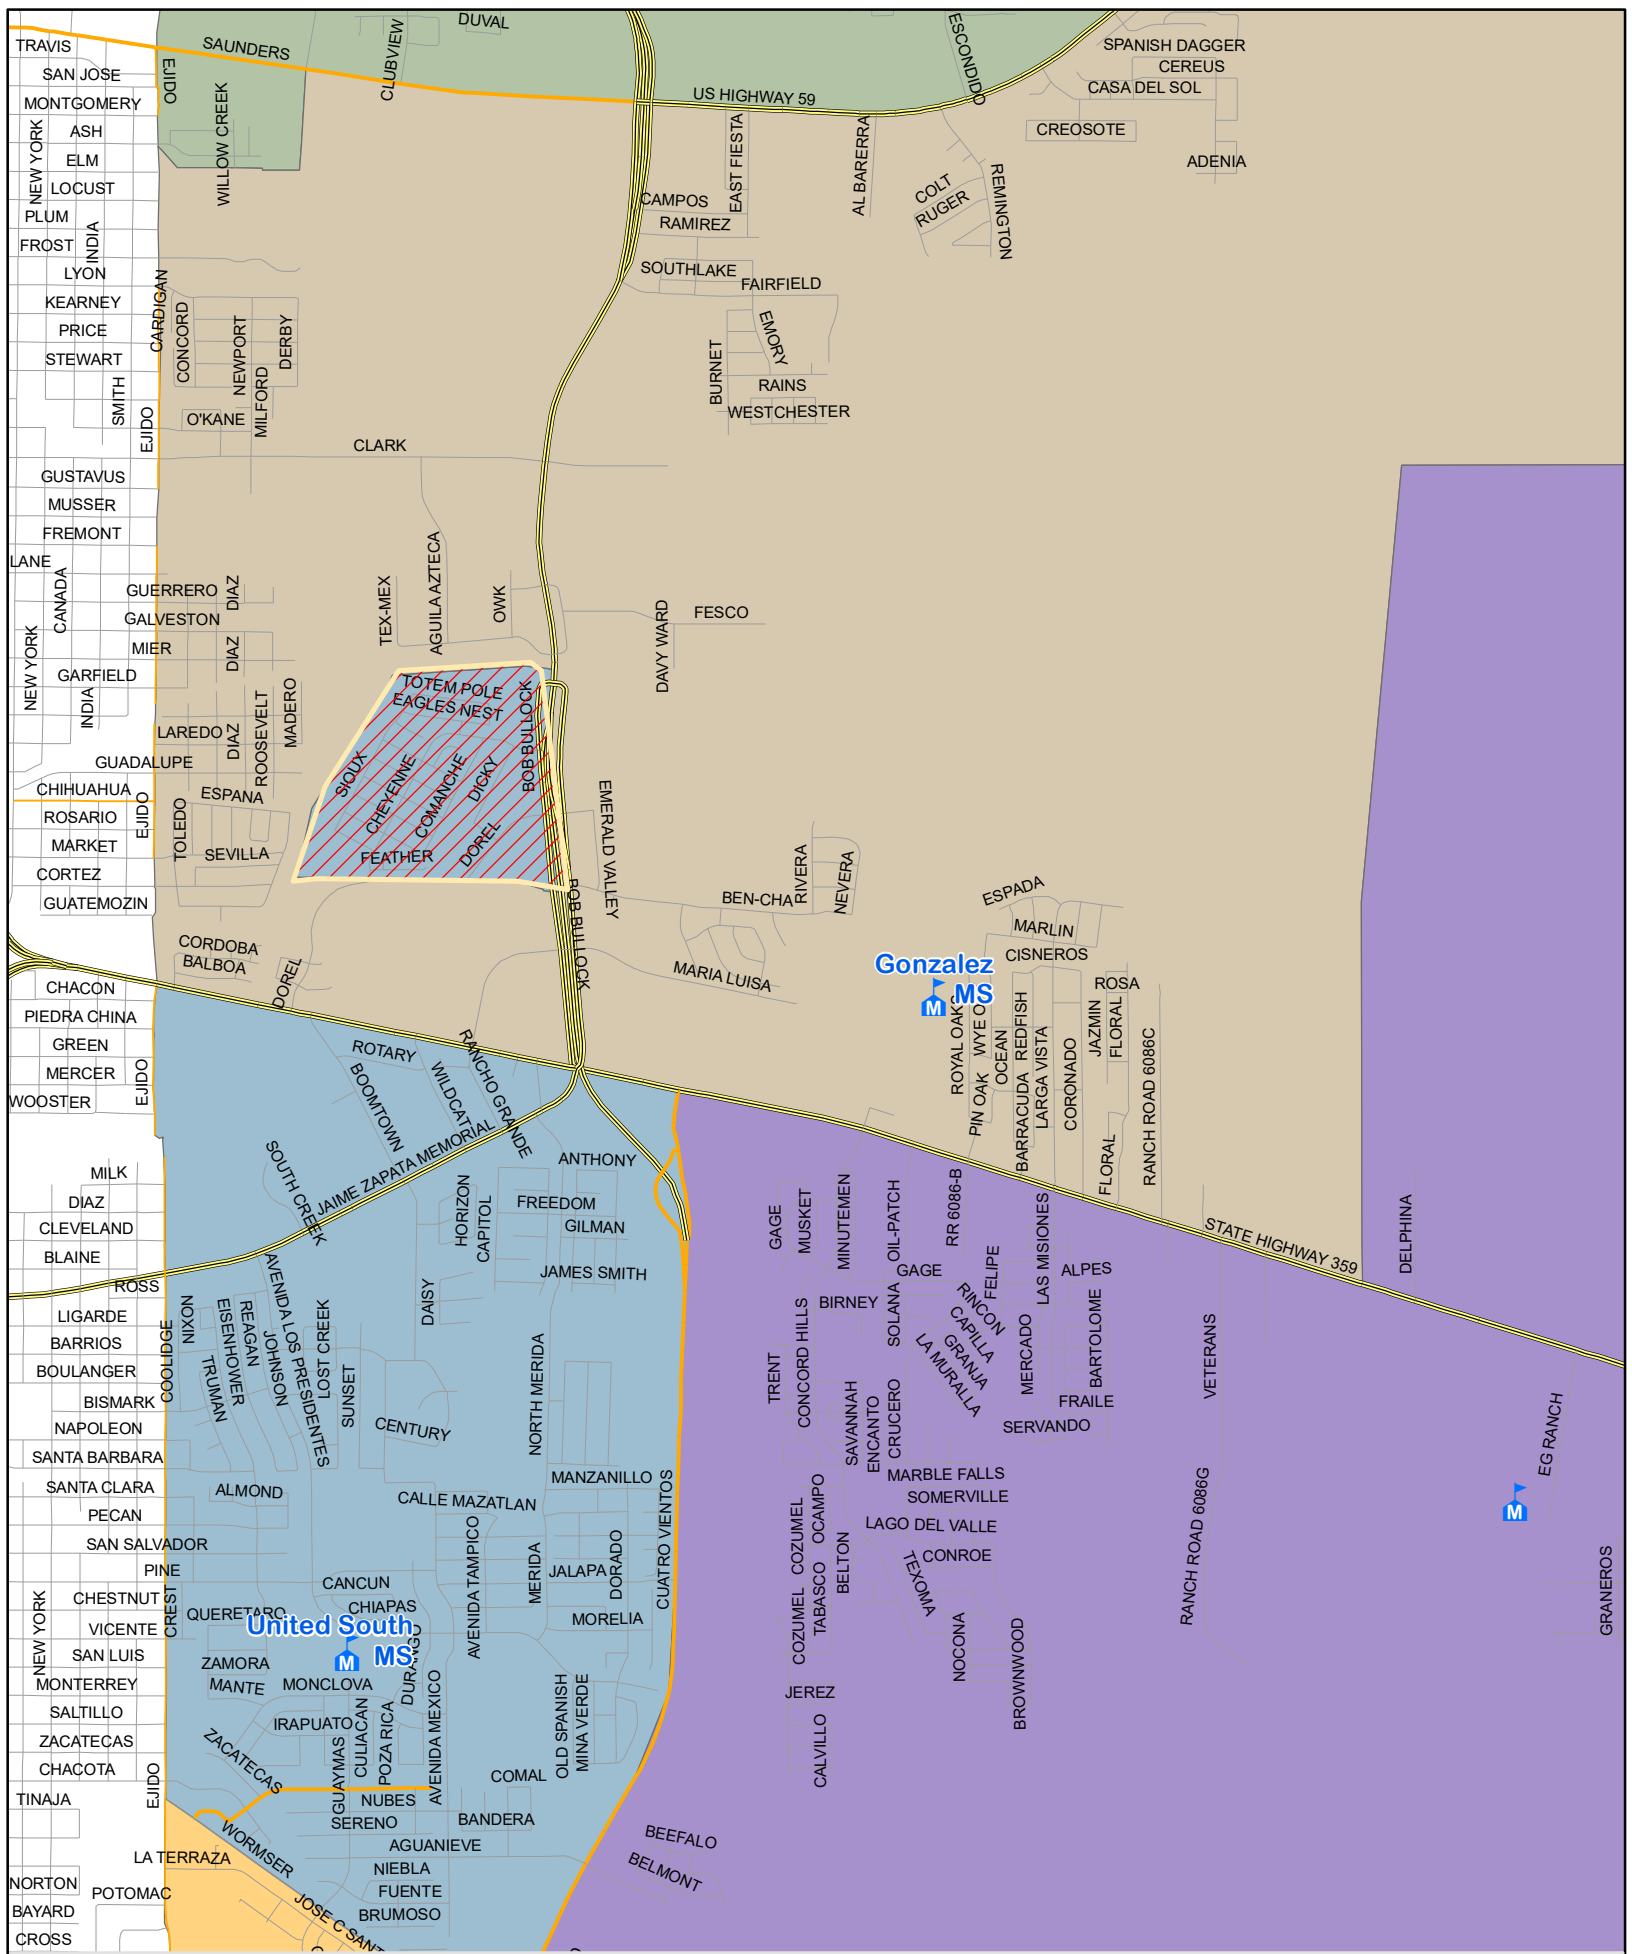 DUVAL
TRAVIS
SAUNDERS
CLUBVIEW
ESCONDIDO
SPANISH DAGGER
SAN JOSE
EJIDO
CEREUS
MONTGOMERY
US HIGHWAY 59
CASA DEL SOL
WILLOW CREEK
NEW YORK
ASH
CREOSOTE
ELM
EAST FIESTA
AL BARERRA
ADENIA
LOCUST
CAMPOS
COLT
REMINGTON
PLUM
RAMIREZ
RUGER
FROST
INDIA
LYON
SOUTHLAKE
CARDIGAN
FAIRFIELD
KEARNEY
CONCORD
NEWPORT
DERBY
PRICE
EMORY
STEWART
BURNET
SMITH
MILFORD
RAINS
EJIDO
O'KANE
WESTCHESTER
CLARK
GUSTAVUS
MUSSER
FREMONT
LANE
CANADA
GUERRERO
DIAZ
TEX-MEX
AGUILA AZTECA
OWK
FESCO
GALVESTON
DAVY WARD
MIER
DIAZ
NEW YORK
GARFIELD
INDIA
MADERO
TOTEM POLE
EAGLES NEST
BOB BULLOCK
LAREDO
DIAZ
ROOSEVELT
GUADALUPE
SIOUX
CHEYENNE
COMANCHE
DICKY
CHIHUAHUA
EJIDO
ESPANA
EMERALD VALLEY
ROSARIO
TOLEDO
MARKET
SEVILLA
FEATHER
DOREL
CORTEZ
RIVERA
NEVERA
GUATEMOZIN
BOB BULLOCK
BEN-CHA
ESPADA
MARLIN
CORDOBA
CISNEROS
BALBOA
DOREL
MARIA LUISA
Gonzalez
MS
M
ROSA
CHACON
ROYAL OAKS
WYE O
REDFISH
JAZMIN
FLORAL
PIEDRA CHINA
OCEAN
LARGA VISTA
CORONADO
RANCH ROAD 6086C
GREEN
ROTARY
RANCHO GRANDE
MERCER
EJIDO
BOOMTOWN
WILDCAT
PIN OAK
BARRACUDA
WOOSTER
JAIME ZAPATA MEMORIAL
FLORAL
SOUTH CREEK
ANTHONY
MILK
HORIZON
CAPITOL
FREEDOM
GAGE
MUSKET
MINUTEMEN
OIL-PATCH
RR 6086-B
LAS MISIONES
DIAZ
GILMAN
CLEVELAND
STATE HIGHWAY 359
DELPHINA
BLAINE
AVENIDA LOS PRESIDENTES
JAMES SMITH
GAGE
FELIPE
ALPES
ROSS
DAISY
BIRNEY
SOLANA
RINCON
LIGARDE
NIXON
EISENHOWER
REAGAN
JOHNSON
LOST CREEK
CAPILLA
BARRIOS
COOLIDGE
GRANJA
MERCADO
BARTOLOME
VETERANS
BOULANGER
TRUMAN
SUNSET
NORTH MERIDA
TRENT
CONCORD HILLS
LA MURALLA
BISMARK
FRAILE
NAPOLEON
CENTURY
SAVANNAH
ENCANTO
CRUCERO
SERVANDO
EG RANCH
SANTA BARBARA
MANZANILLO
MARBLE FALLS
SANTA CLARA
ALMOND
CALLE MAZATLAN
CUATRO VIENTOS
SOMERVILLE
RANCH ROAD 6086G
M
PECAN
COZUMEL
OCAMPO
LAGO DEL VALLE
SAN SALVADOR
AVENIDA TAMPICO
DORADO
BELTON
CONROE
PINE
MERIDA
JALAPA
TEXOMA
GRANEROS
CANCUN
CHESTNUT
CREST
CHIAPAS
COZUMEL
TABASCO
QUERETARO
MORELIA
VICENTE
United South
MS
M
NEW YORK
NOCONA
BROWNWOOD
SAN LUIS
ZAMORA
DURANGO
MONTERREY
MANTE
MONCLOVA
JEREZ
SALTILLO
IRAPUATO
CULIACAN
POZA RICA
AVENIDA MEXICO
OLD SPANISH
MINA VERDE
ZACATECAS
ZACATECAS
CALVILLO
CHACOTA
GUAYMAS
COMAL
EJIDO
TINAJA
NUBES
SERENO
BANDERA
WORMSER
AGUANIEVE
BEEFALO
LA TERRAZA
NIEBLA
BELMONT
NORTON
POTOMAC
FUENTE
BAYARD
JOSE C SANT
BRUMOSO
CROSS